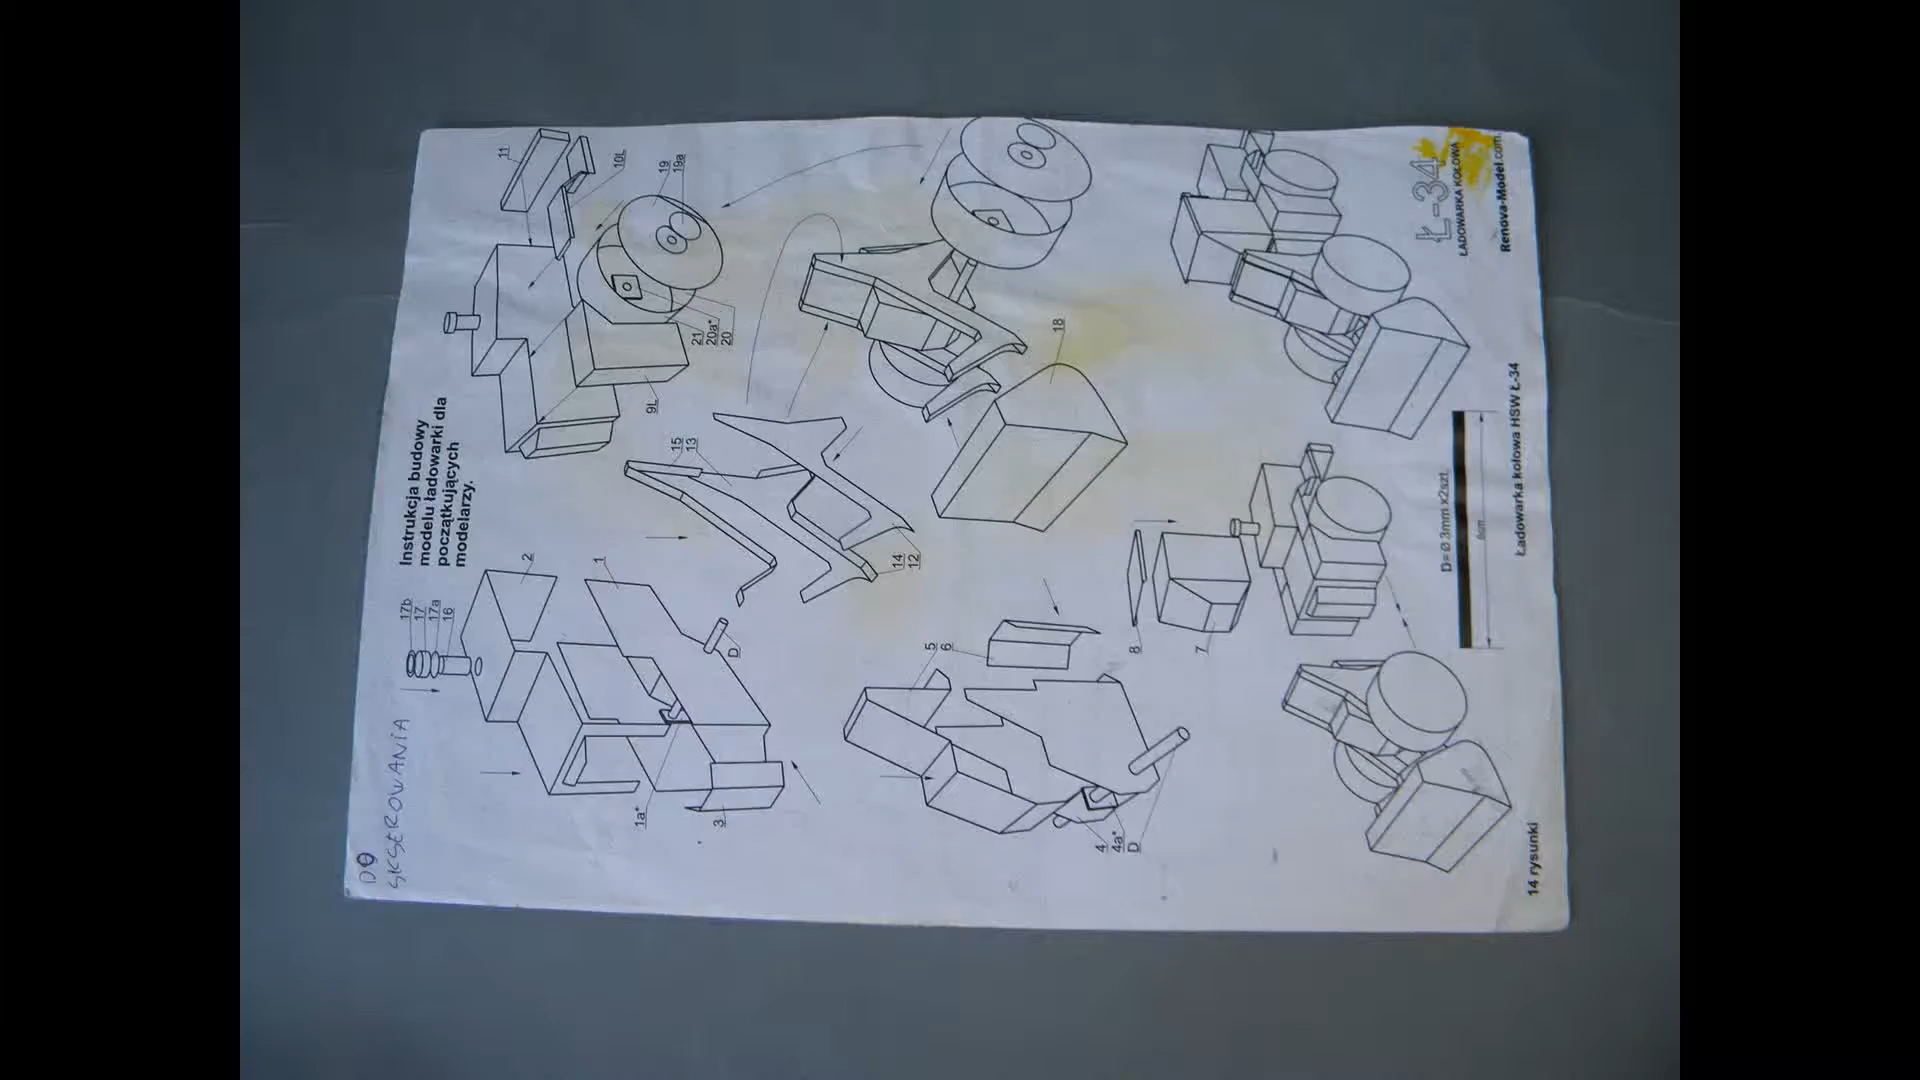 DO
SKSEROWANIA
Instrukcja budowy
modelu ładowarki dla
początkujących
modelarzy.
17b
17
17a
16
2
1
D
1a*
3
11
10L
19
19a
21
20a*
20
9L
15
13
14
12
5
6
4
4a*
D
18
8
7
D=Ø3mm x2szt.
6cm
Ł-34
ŁADOWARKA KOŁOWA
Renova-Model.com
Ładowarka kołowa HSW Ł-34
14 rysunki